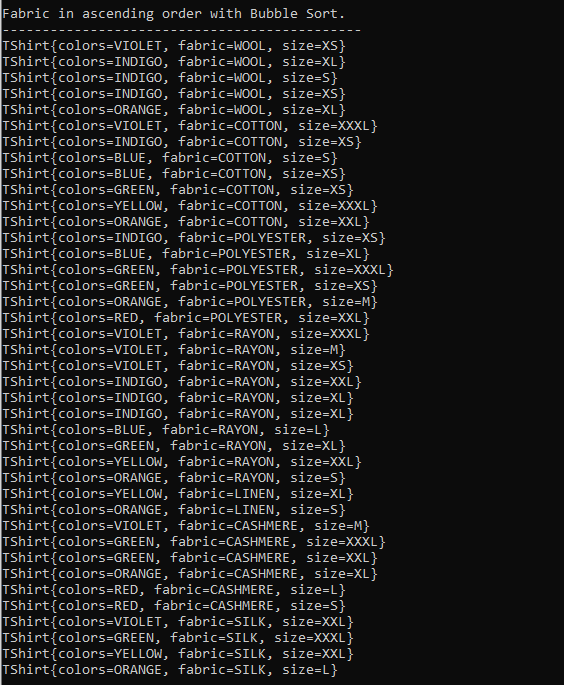 Fabric in ascending order with Bubble Sort.
---------------------------------------------
TShirt{colors=VIOLET, fabric=WOOL, size=XS}
TShirt{colors=INDIGO, fabric=WOOL, size=XL}
TShirt{colors=INDIGO, fabric=WOOL, size=S}
TShirt{colors=INDIGO, fabric=WOOL, size=XS}
TShirt{colors=ORANGE, fabric=WOOL, size=XL}
TShirt{colors=VIOLET, fabric=COTTON, size=XXXL}
TShirt{colors=INDIGO, fabric=COTTON, size=XS}
TShirt{colors=BLUE, fabric=COTTON, size=S}
TShirt{colors=BLUE, fabric=COTTON, size=XS}
TShirt{colors=GREEN, fabric=COTTON, size=XS}
TShirt{colors=YELLOW, fabric=COTTON, size=XXXL}
TShirt{colors=ORANGE, fabric=COTTON, size=XXL}
TShirt{colors=INDIGO, fabric=POLYESTER, size=XS}
TShirt{colors=BLUE, fabric=POLYESTER, size=XL}
TShirt{colors=GREEN, fabric=POLYESTER, size=XXXL}
TShirt{colors=GREEN, fabric=POLYESTER, size=XS}
TShirt{colors=ORANGE, fabric=POLYESTER, size=M}
TShirt{colors=RED, fabric=POLYESTER, size=XXL}
TShirt{colors=VIOLET, fabric=RAYON, size=XXXL}
TShirt{colors=VIOLET, fabric=RAYON, size=M}
TShirt{colors=VIOLET, fabric=RAYON, size=XS}
TShirt{colors=INDIGO, fabric=RAYON, size=XXL}
TShirt{colors=INDIGO, fabric=RAYON, size=XL}
TShirt{colors=INDIGO, fabric=RAYON, size=XL}
TShirt{colors=BLUE, fabric=RAYON, size=L}
TShirt{colors=GREEN, fabric=RAYON, size=XL}
TShirt{colors=YELLOW, fabric=RAYON, size=XXL}
TShirt{colors=ORANGE, fabric=RAYON, size=S}
TShirt{colors=YELLOW, fabric=LINEN, size=XL}
TShirt{colors=ORANGE, fabric=LINEN, size=S}
TShirt{colors=VIOLET, fabric=CASHMERE, size=M}
TShirt{colors=GREEN, fabric=CASHMERE, size=XXXL}
TShirt{colors=GREEN, fabric=CASHMERE, size=XXL}
TShirt{colors=ORANGE, fabric=CASHMERE, size=XL}
TShirt{colors=RED, fabric=CASHMERE, size=L}
TShirt{colors=RED, fabric=CASHMERE, size=S}
TShirt{colors=VIOLET, fabric=SILK, size=XXL}
TShirt{colors=GREEN, fabric=SILK, size=XXXL}
TShirt{colors=YELLOW, fabric=SILK, size=XXL}
TShirt{colors=ORANGE, fabric=SILK, size=L}